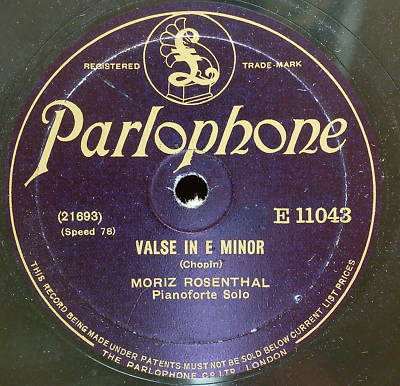 REGISTERED TRADE-MARK
£
Parlophone
(21693) E 11043
(Speed 78)
VALSE IN E MINOR
(Chopin)
MORIZ ROSENTHAL
Pianoforte Solo
THIS RECORD BEING MADE UNDER PATENTS MUST NOT BE SOLD BELOW CURRENT LIST PRICES
THE PARLOPHONE CO. LTD. LONDON